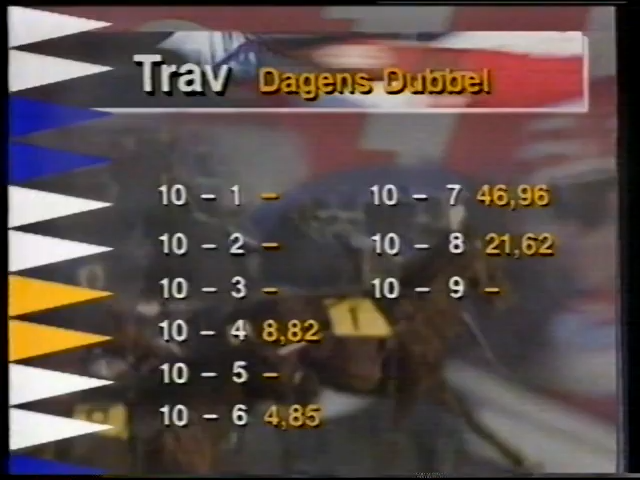 Trav Dagens Dubbel
10 - 1 -
10 - 2 -
10 - 3 -
10 - 4 8,82
10 - 5 -
10 - 6 4,85
10 - 7 46,96
10 - 8 21,62
10 - 9 -
1